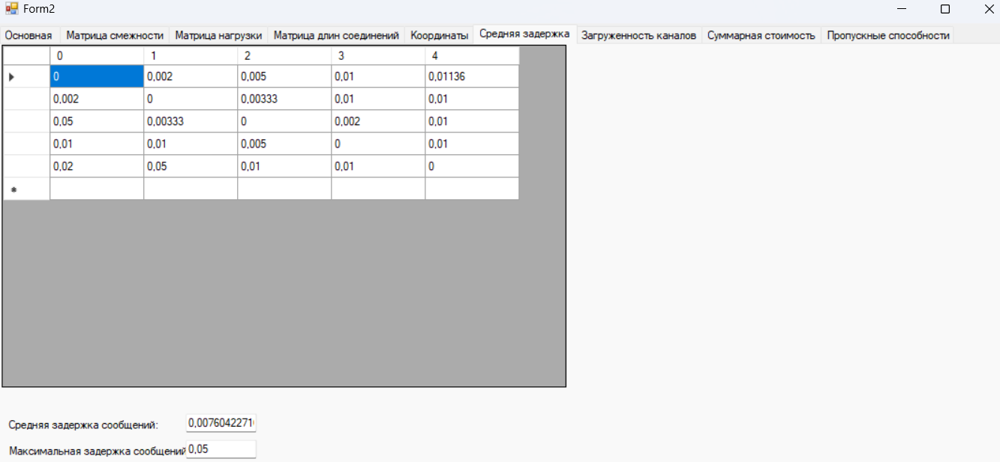 Form2
Основная Матрица смежности Матрица нагрузки Матрица длин соединений Координаты Средняя задержка Загруженность каналов Суммарная стоимость Пропускные способности
0 1 2 3 4
0 0,002 0,005 0,01 0,01136
0,002 0 0,00333 0,01 0,01
0,05 0,00333 0 0,002 0,01
0,01 0,01 0,005 0 0,01
0,02 0,05 0,01 0,01 0
Средняя задержка сообщений: 0,0076042271
Максимальная задержка сообщений 0,05